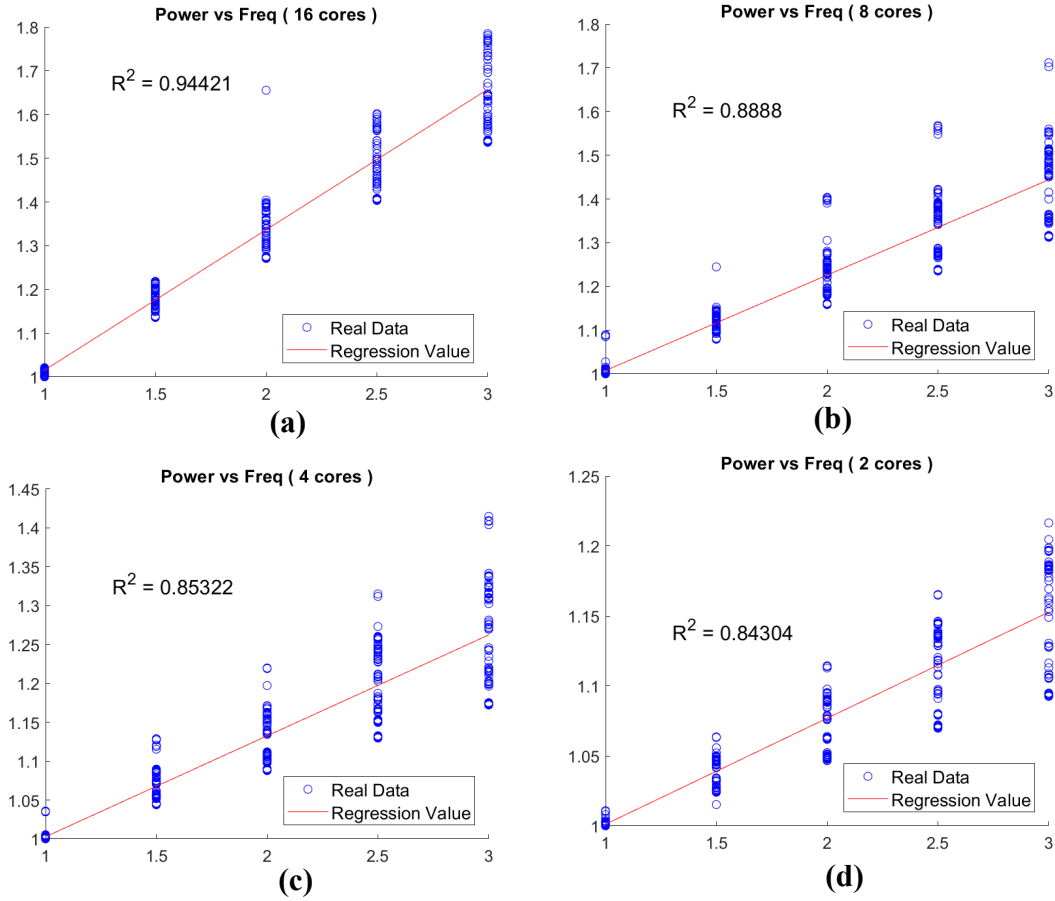 Power vs Freq ( 16 cores )
1.8
1.7
1.6
1.5
1.4
1.3
1.2
1.1
1
R2 = 0.94421
Real Data
Regression Value
1 1.5 2 2.5 3
(a)
Power vs Freq ( 8 cores )
1.8
1.7
1.6
1.5
1.4
1.3
1.2
1.1
1
R2 = 0.8888
Real Data
Regression Value
1 1.5 2 2.5 3
(b)
Power vs Freq ( 4 cores )
1.45
1.4
1.35
1.3
1.25
1.2
1.15
1.1
1.05
1
R2 = 0.85322
Real Data
Regression Value
1 1.5 2 2.5 3
(c)
Power vs Freq ( 2 cores )
1.25
1.2
1.15
1.1
1.05
1
R2 = 0.84304
Real Data
Regression Value
1 1.5 2 2.5 3
(d)